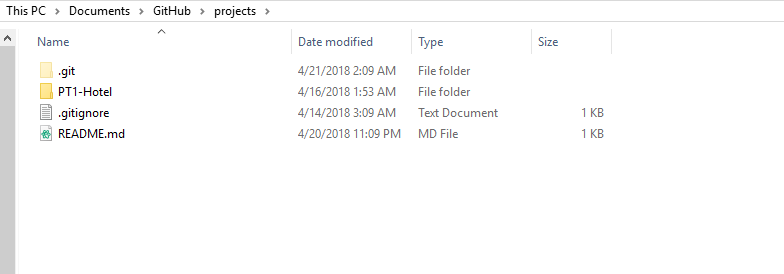 This PC > Documents > GitHub > projects >
Name Date modified Type Size
.git 4/21/2018 2:09 AM File folder
PT1-Hotel 4/16/2018 1:53 AM File folder
.gitignore 4/14/2018 3:09 AM Text Document 1 KB
README.md 4/20/2018 11:09 PM MD File 1 KB